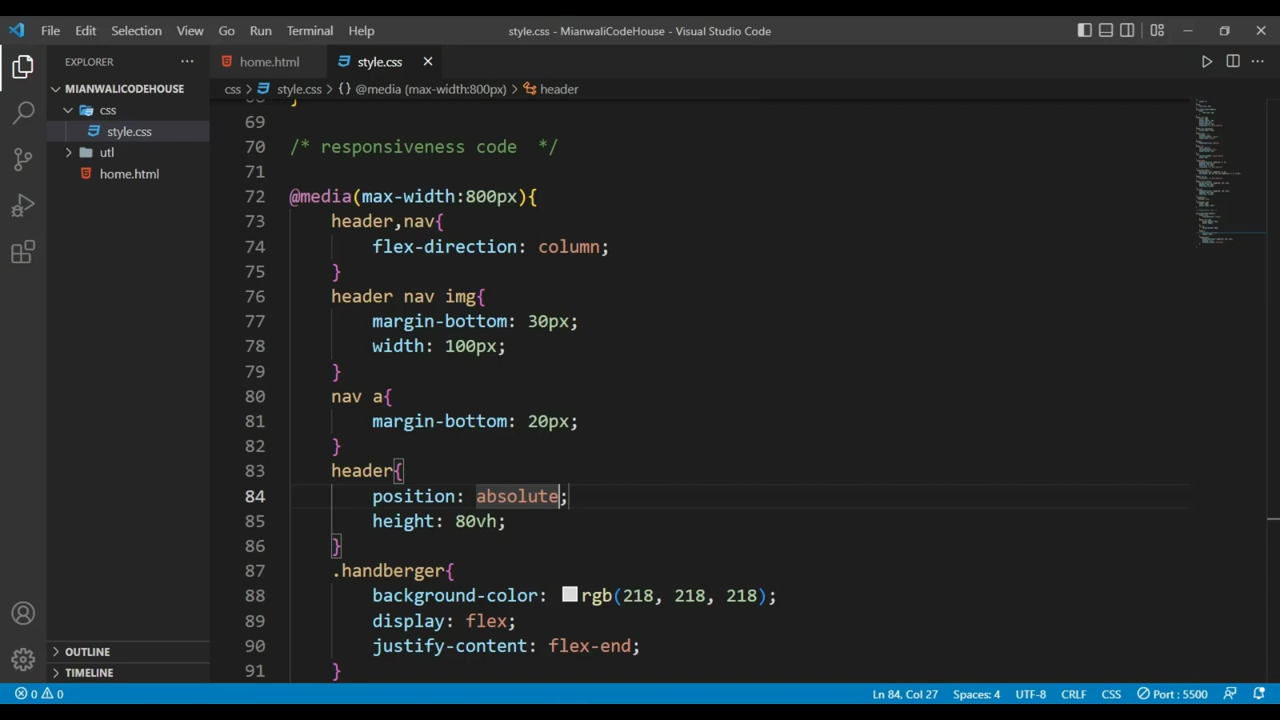 File Edit Selection View Go Run Terminal Help
style.css - MianwaliCodeHouse - Visual Studio Code
EXPLORER
home.html style.css
MIANWALICODEHOUSE
css
style.css
utl
home.html
css > style.css > {} @media (max-width:800px) > header
69
70 /* responsiveness code  */
71
72 @media(max-width:800px){
73 header,nav{
74 flex-direction: column;
75 }
76 header nav img{
77 margin-bottom: 30px;
78 width: 100px;
79 }
80 nav a{
81 margin-bottom: 20px;
82 }
83 header{
84 position: absolute;
85 height: 80vh;
86 }
87 .handberger{
88 background-color: rgb(218, 218, 218);
89 display: flex;
90 justify-content: flex-end;
91 }
OUTLINE
TIMELINE
0 0 Ln 84, Col 27 Spaces: 4 UTF-8 CRLF CSS Port : 5500